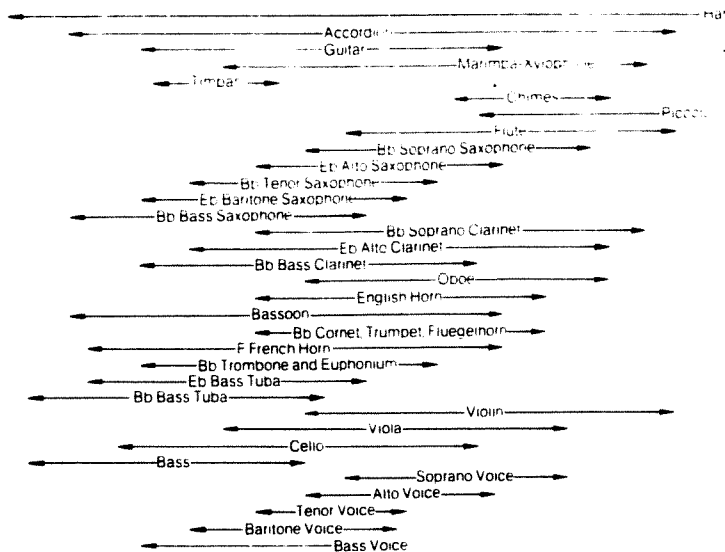 Accordion
Guitar
Marimba-Xylophone
Timpani
Chimes
Flute
Bb Soprano Saxophone
Eb Alto Saxophone
Bb Tenor Saxophone
Eb Baritone Saxophone
Bb Bass Saxophone
Bb Soprano Clarinet
Eb Alto Clarinet
Bb Bass Clarinet
Oboe
English Horn
Bassoon
Bb Cornet, Trumpet, Fluegelhorn
F French Horn
Bb Trombone and Euphonium
Eb Bass Tuba
Bb Bass Tuba
Violin
Viola
Cello
Bass
Soprano Voice
Alto Voice
Tenor Voice
Baritone Voice
Bass Voice